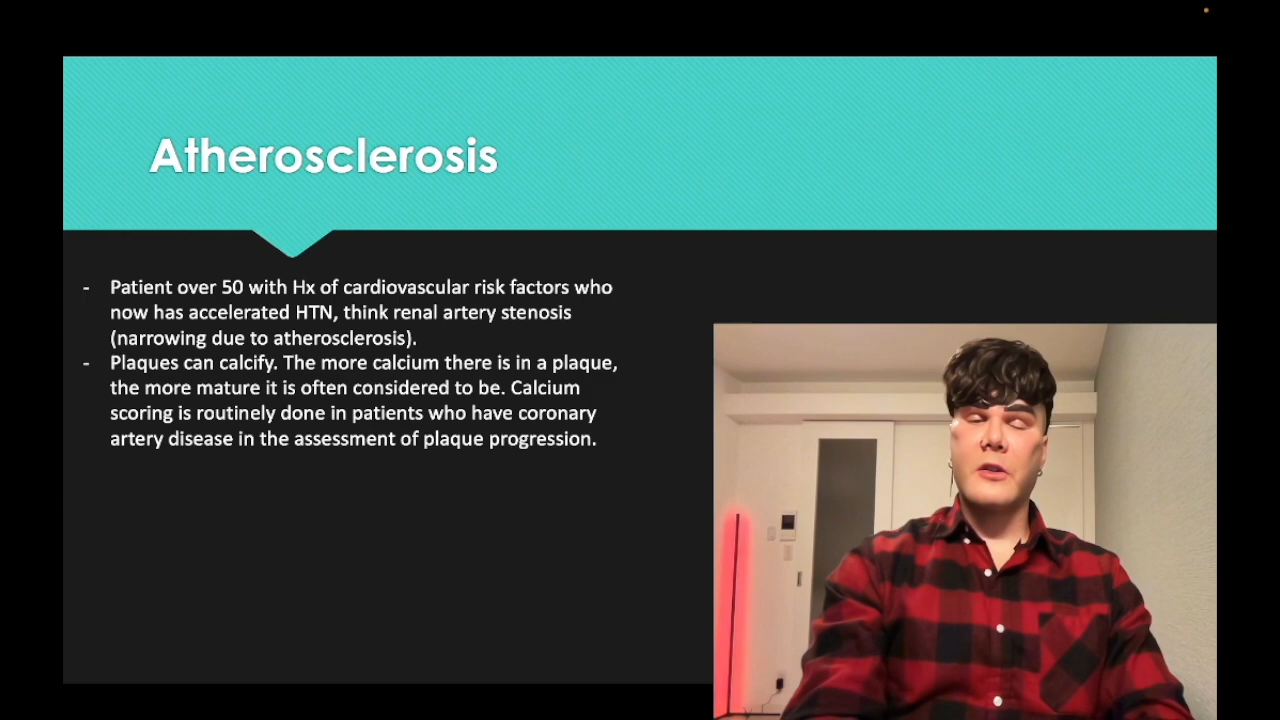 Atherosclerosis
- Patient over 50 with Hx of cardiovascular risk factors who
now has accelerated HTN, think renal artery stenosis
(narrowing due to atherosclerosis).
- Plaques can calcify. The more calcium there is in a plaque,
the more mature it is often considered to be. Calcium
scoring is routinely done in patients who have coronary
artery disease in the assessment of plaque progression.